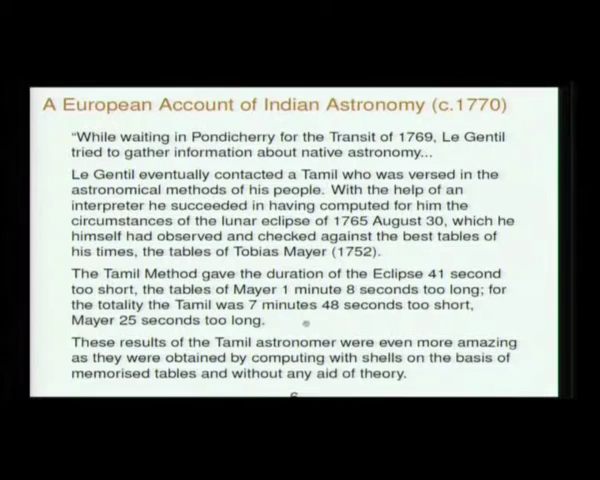 A European Account of Indian Astronomy (c.1770)
“While waiting in Pondicherry for the Transit of 1769, Le Gentil
tried to gather information about native astronomy...
Le Gentil eventually contacted a Tamil who was versed in the
astronomical methods of his people. With the help of an
interpreter he succeeded in having computed for him the
circumstances of the lunar eclipse of 1765 August 30, which he
himself had observed and checked against the best tables of
his times, the tables of Tobias Mayer (1752).
The Tamil Method gave the duration of the Eclipse 41 second
too short, the tables of Mayer 1 minute 8 seconds too long; for
the totality the Tamil was 7 minutes 48 seconds too short,
Mayer 25 seconds too long.
These results of the Tamil astronomer were even more amazing
as they were obtained by computing with shells on the basis of
memorised tables and without any aid of theory.